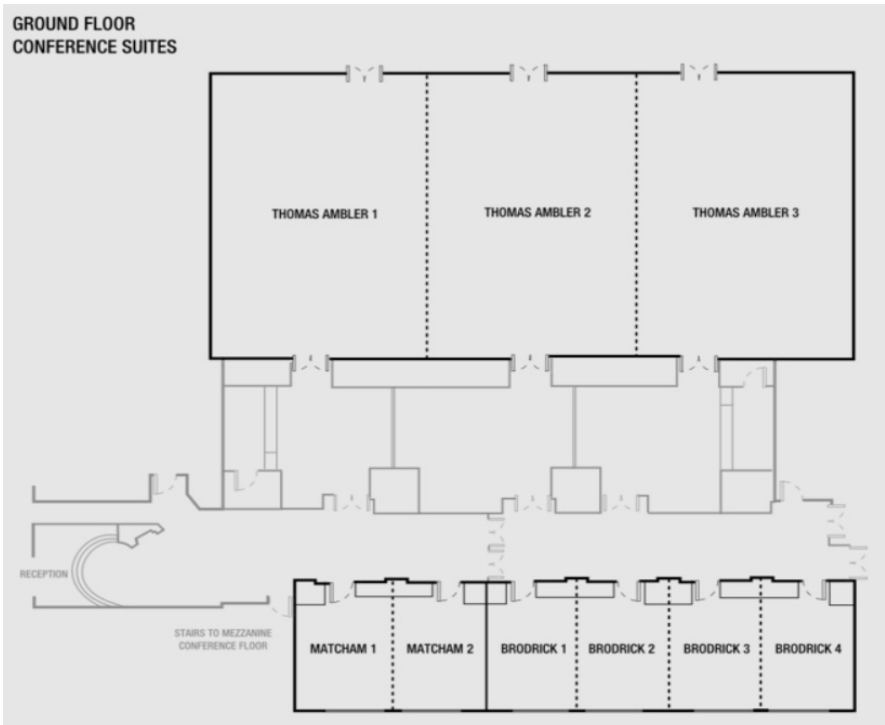 GROUND FLOOR
CONFERENCE SUITES
THOMAS AMBLER 1
THOMAS AMBLER 2
THOMAS AMBLER 3
RECEPTION
STAIRS TO MEZZANINE
CONFERENCE FLOOR
MATCHAM 1
MATCHAM 2
BRODRICK 1
BRODRICK 2
BRODRICK 3
BRODRICK 4